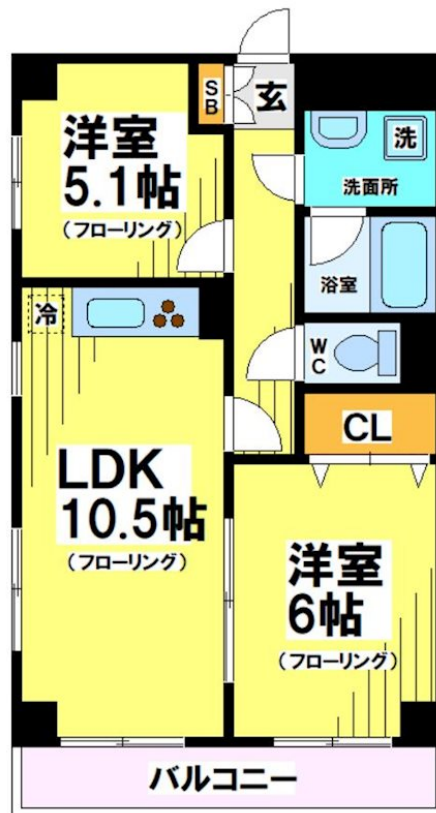 SB
玄
洋室
5.1帖
(フローリング)
洗
洗面所
浴室
冷
WC
CL
LDK
10.5帖
(フローリング)
洋室
6帖
(フローリング)
バルコニー